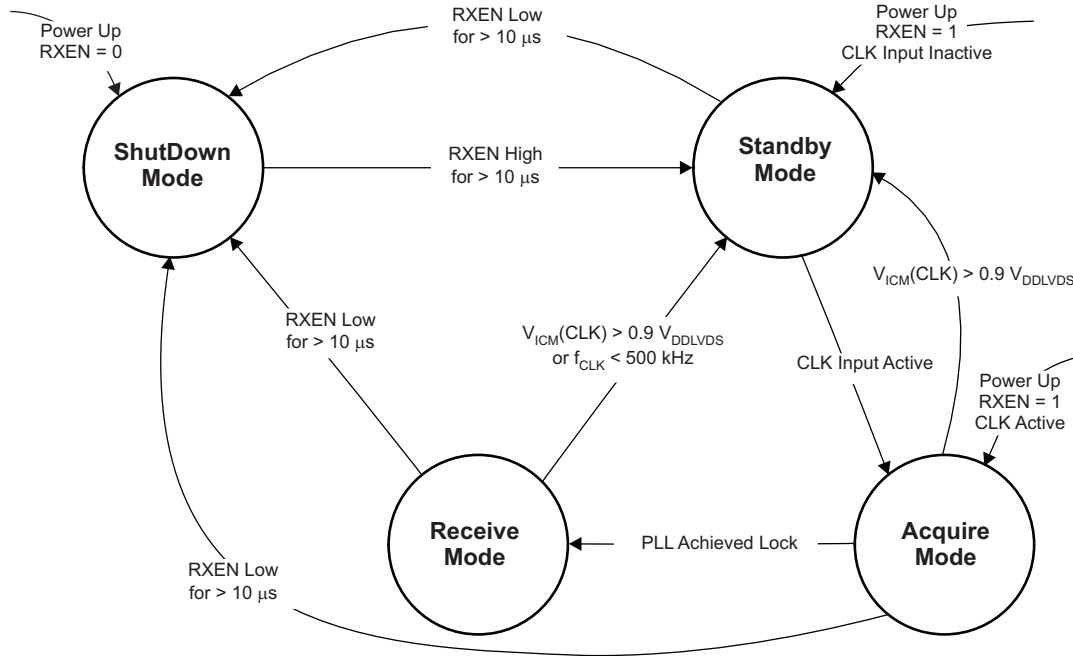 Power Up
RXEN = 0
RXEN Low
for > 10 μs
Power Up
RXEN = 1
CLK Input Inactive
ShutDown
Mode
RXEN High
for > 10 μs
Standby
Mode
V_ICM(CLK) > 0.9 V_DDLVDS
RXEN Low
for > 10 μs
V_ICM(CLK) > 0.9 V_DDLVDS
or f_CLK < 500 kHz
CLK Input Active
Power Up
RXEN = 1
CLK Active
Receive
Mode
PLL Achieved Lock
Acquire
Mode
RXEN Low
for > 10 μs